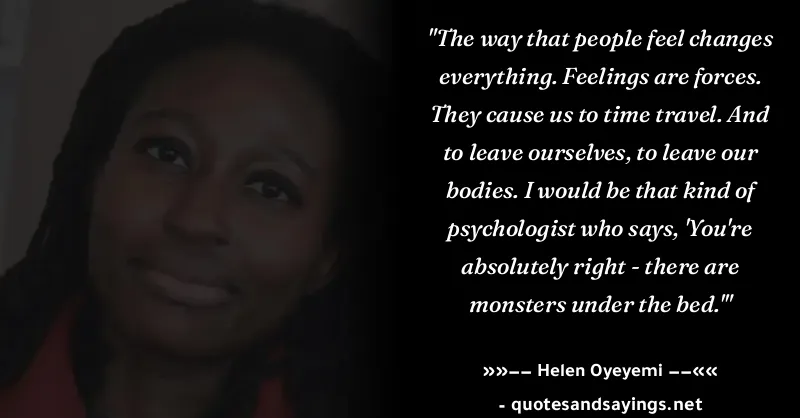 "The way that people feel changes
everything. Feelings are forces.
They cause us to time travel. And
to leave ourselves, to leave our
bodies. I would be that kind of
psychologist who says, 'You're
absolutely right - there are
monsters under the bed.'"
»»−− Helen Oyeyemi −−««
- quotesandsayings.net